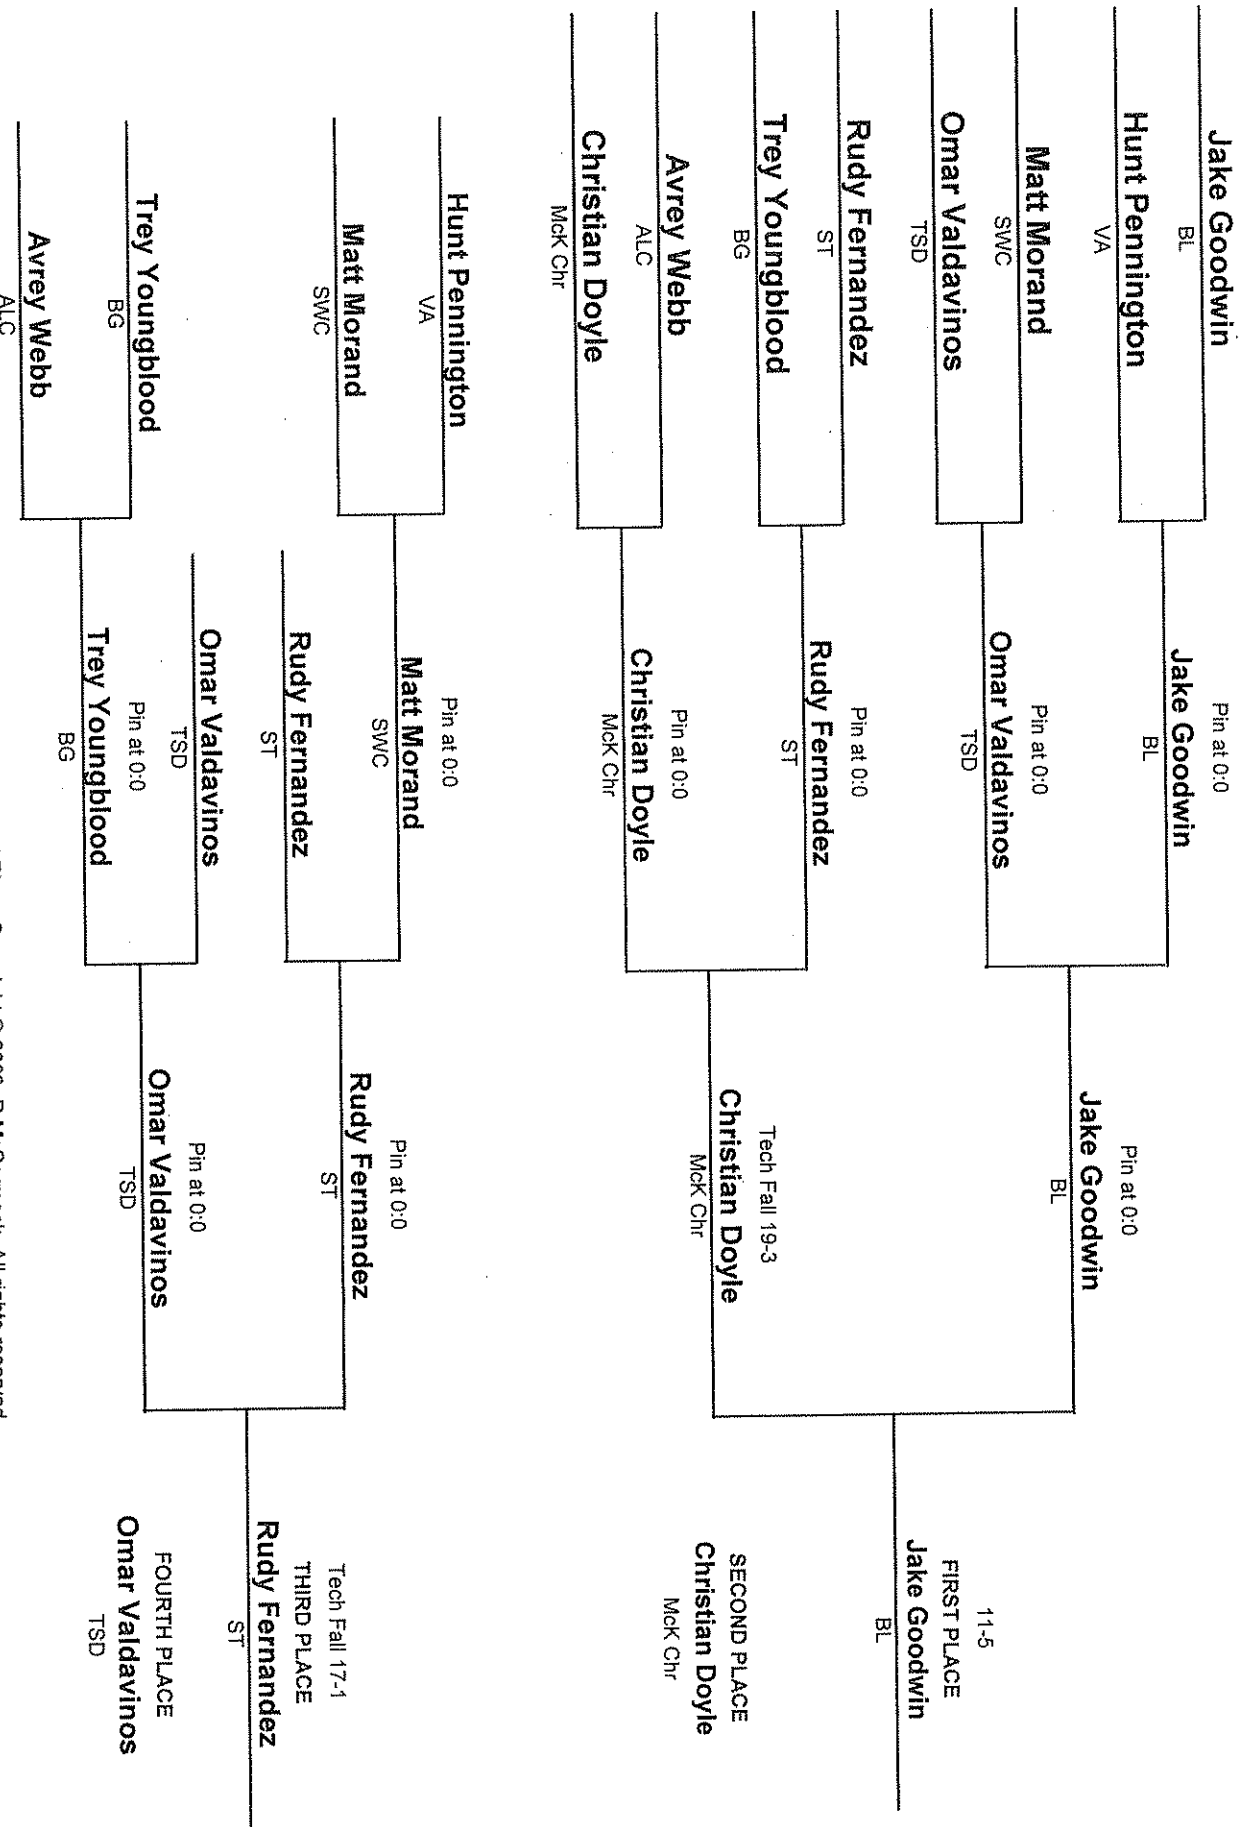 Jake Goodwin
BL
Hunt Pennington
VA
Matt Morand
SWC
Omar Valdavinos
TSD
Rudy Fernandez
ST
Trey Youngblood
BG
Avrey Webb
ALC
Christian Doyle
McK Chr
Pin at 0:0
Jake Goodwin
BL
Pin at 0:0
Omar Valdavinos
TSD
Pin at 0:0
Rudy Fernandez
ST
Pin at 0:0
Christian Doyle
McK Chr
Pin at 0:0
Jake Goodwin
BL
Tech Fall 19-3
Christian Doyle
McK Chr
11-5
FIRST PLACE
Jake Goodwin
BL
SECOND PLACE
Christian Doyle
McK Chr
Hunt Pennington
VA
Matt Morand
SWC
Trey Youngblood
BG
Avrey Webb
ALC
Pin at 0:0
Matt Morand
SWC
Rudy Fernandez
ST
Omar Valdavinos
TSD
Pin at 0:0
Trey Youngblood
BG
Pin at 0:0
Rudy Fernandez
ST
Pin at 0:0
Omar Valdavinos
TSD
Tech Fall 17-1
THIRD PLACE
Rudy Fernandez
ST
FOURTH PLACE
Omar Valdavinos
TSD
All rights reserved